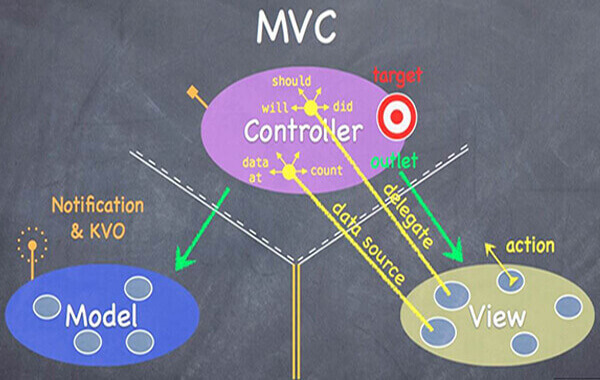 MVC
should
target
will
did
Controller
data
at
count
outlet
Notification
& KVO
delegate
data source
action
Model
View